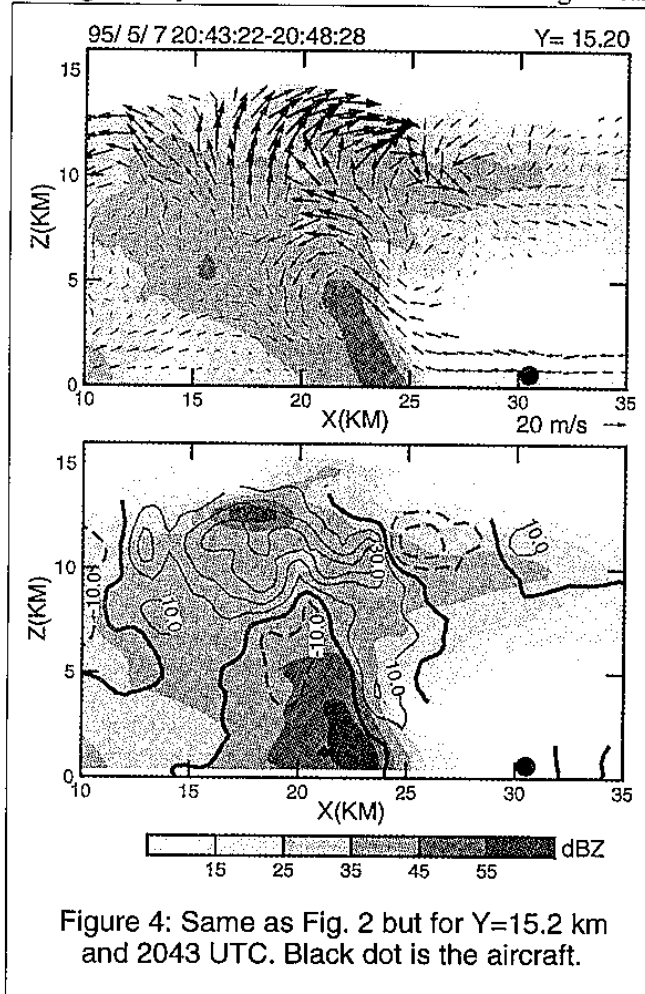 95/ 5/ 7 20:43:22-20:48:28 Y= 15.20
15
10
5
0
Z(KM)
10 15 20 25 30 35
X(KM)
20 m/s
15
10
5
0
Z(KM)
10.0
10.0
10.0
-10.0
30.0
10.0
10.0
10 15 20 25 30 35
X(KM)
15 25 35 45 55 dBZ
Figure 4: Same as Fig. 2 but for Y=15.2 km
and 2043 UTC. Black dot is the aircraft.